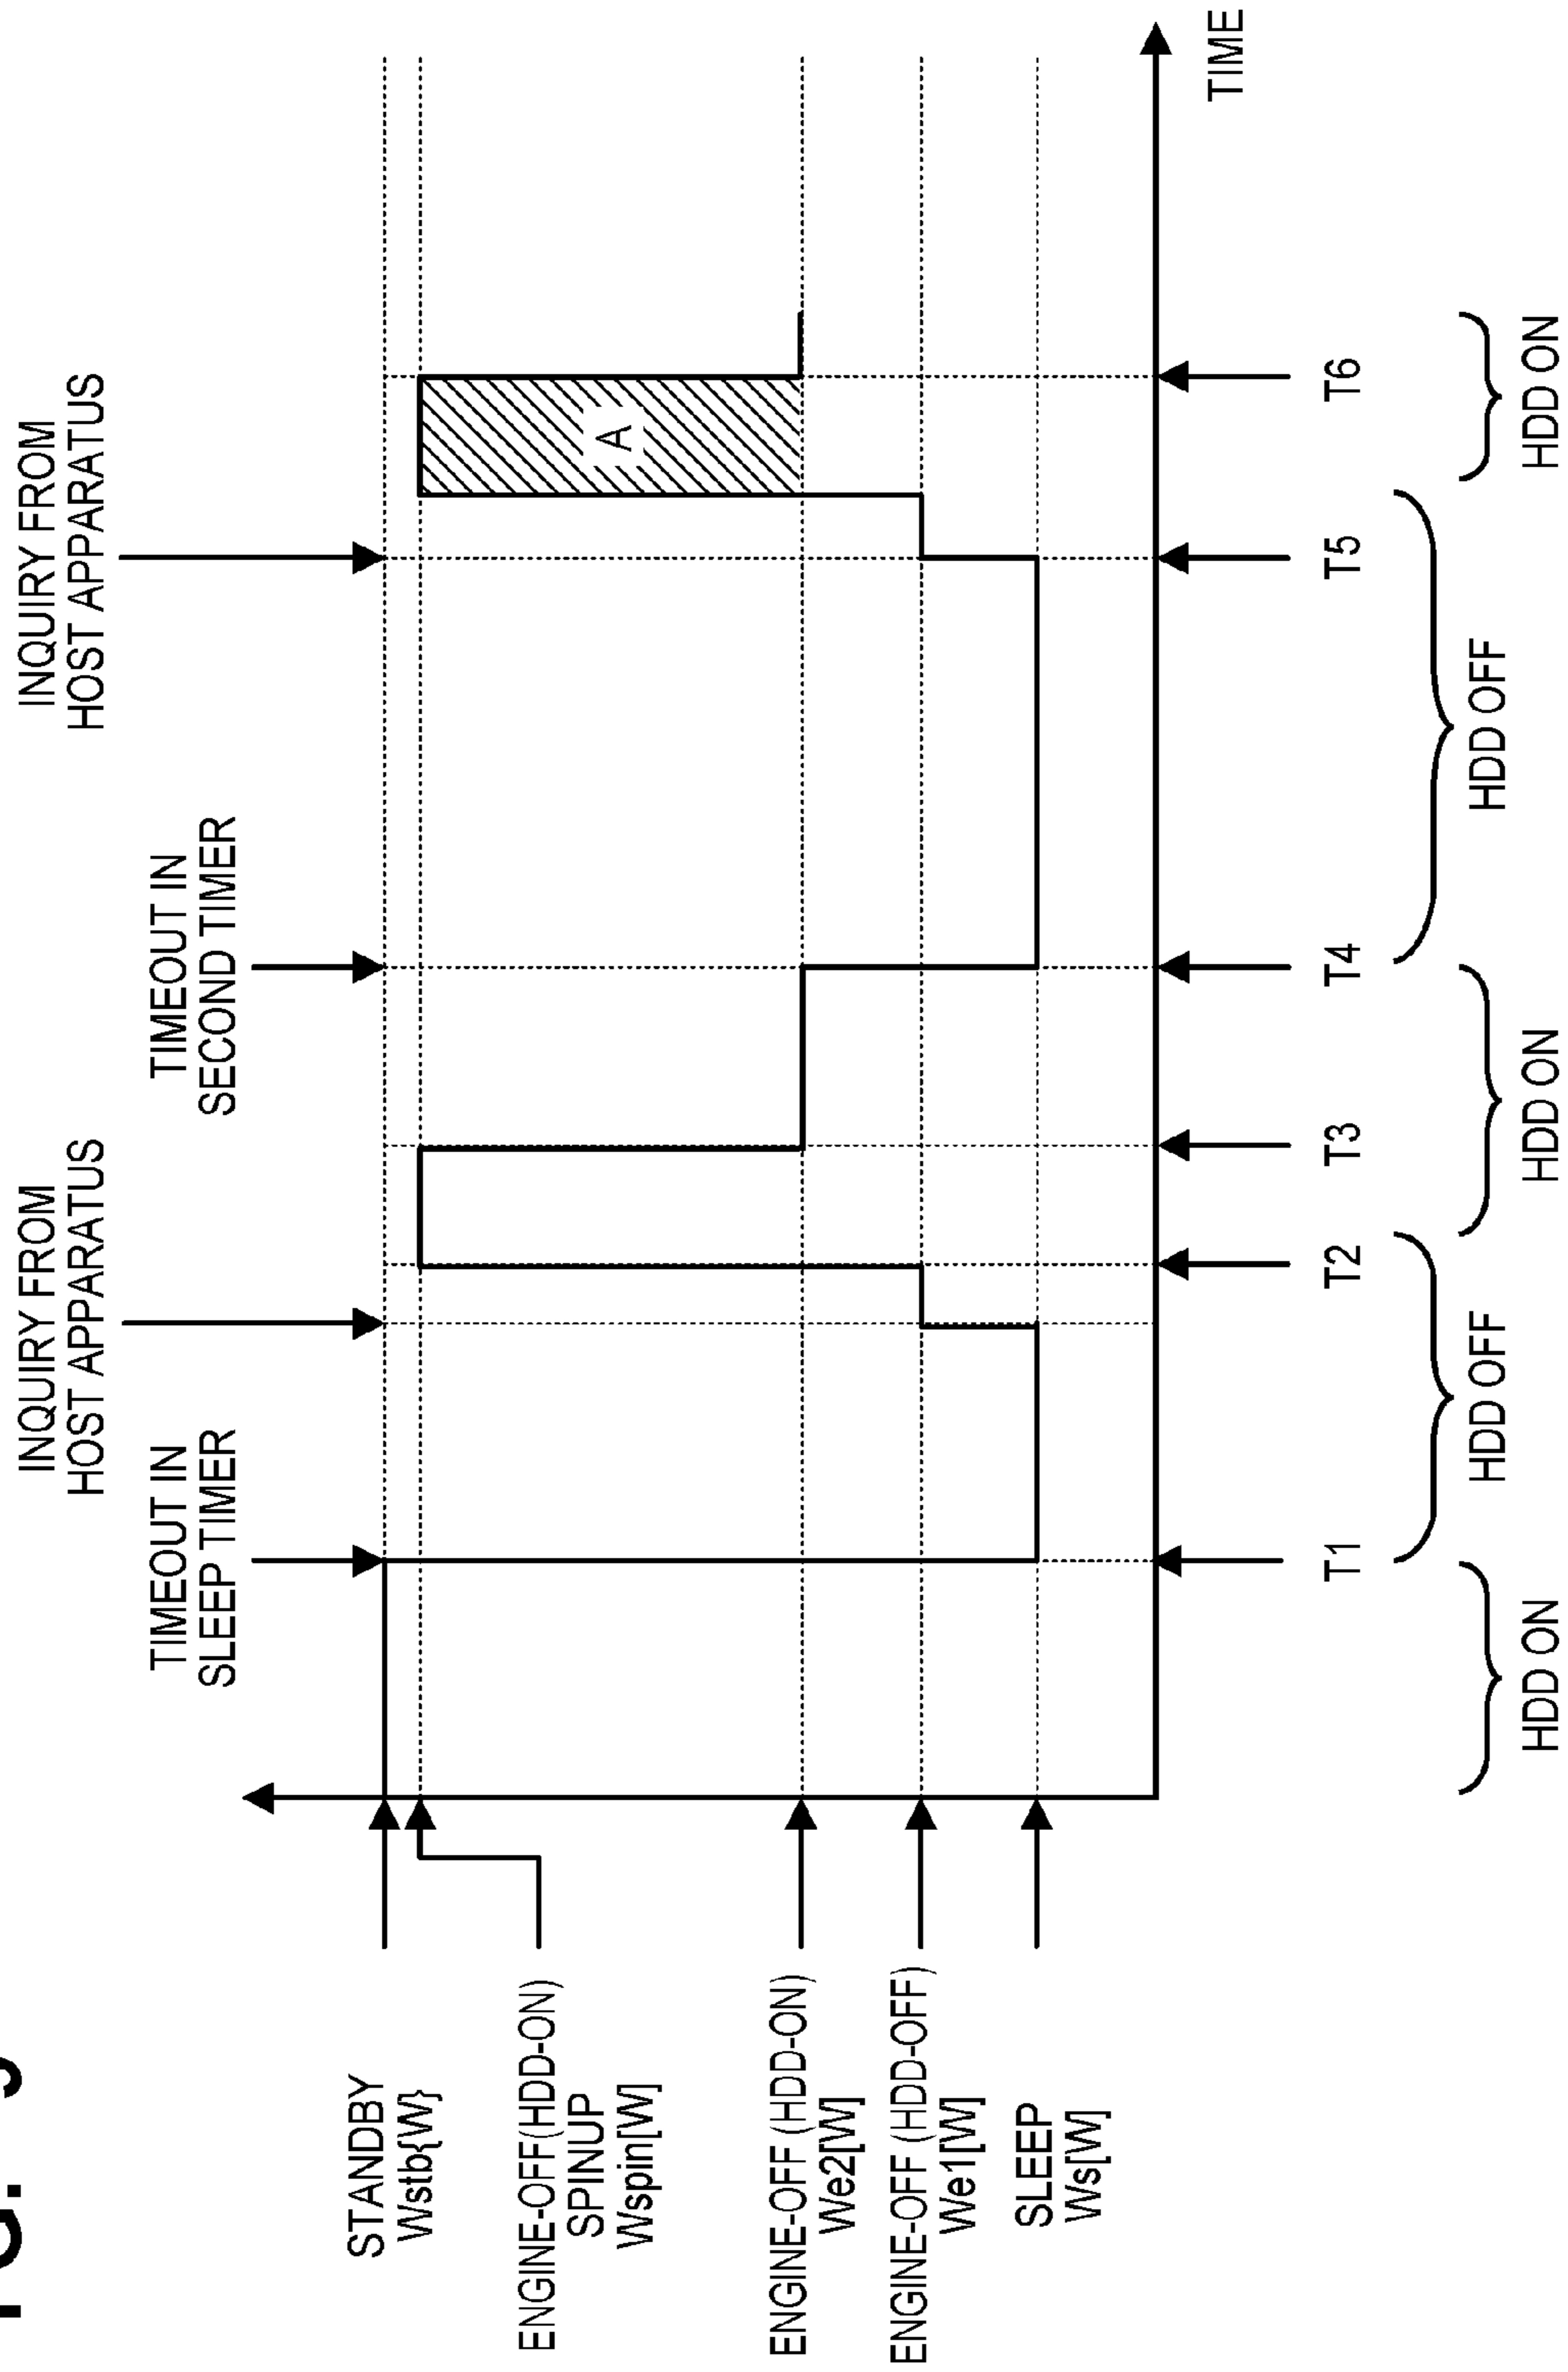 INQUIRY FROM
HOST APPARATUS
INQUIRY FROM
HOST APPARATUS
TIMEOUT IN
SLEEP TIMER
TIMEOUT IN
SECOND TIMER
STANDBY
Wstb{W}
ENGINE-OFF(HDD-ON)
SPINUP
Wspin[W]
A
ENGINE-OFF (HDD-ON)
We2[W]
ENGINE-OFF (HDD-OFF)
We1[W]
SLEEP
Ws[W]
TIME
T1
T2
T3
T4
T5
T6
HDD OFF
HDD OFF
HDD ON
HDD ON
HDD ON